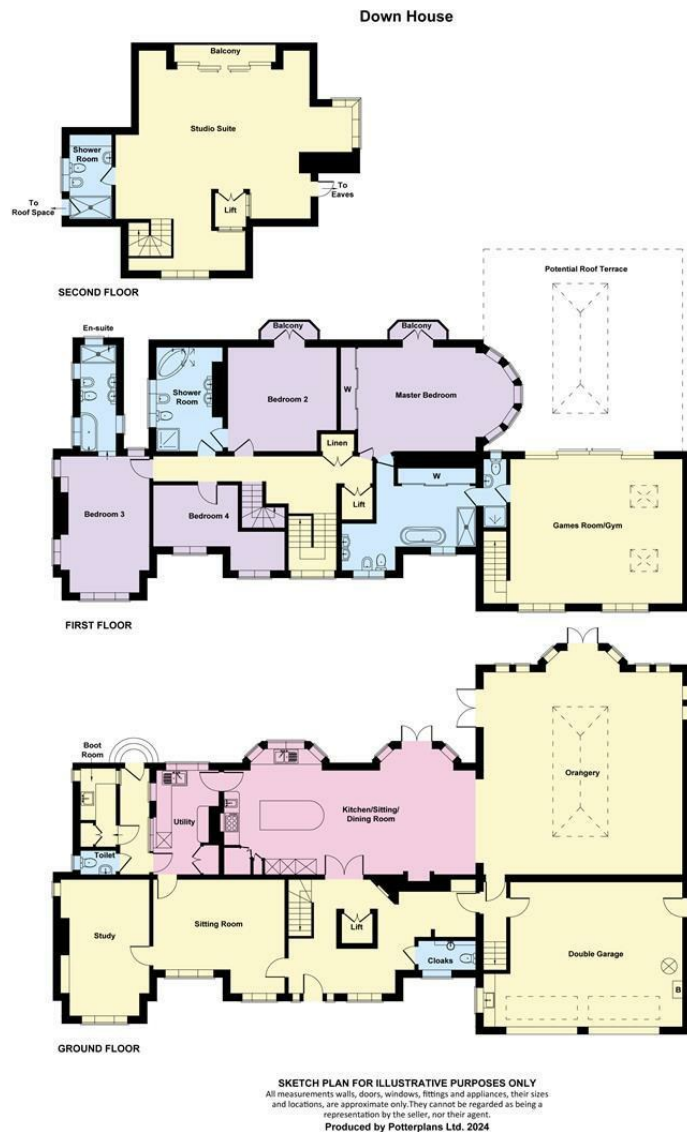 Down House
Balcony
Studio Suite
Shower
Room
To
Roof Space
Lift
To
Eaves
SECOND FLOOR
Potential Roof Terrace
En-suite
Balcony
Balcony
Shower
Room
Bedroom 2
W
Master Bedroom
Linen
W
Lift
Bedroom 3
Bedroom 4
Games Room/Gym
FIRST FLOOR
Boot
Room
Utility
Kitchen/Sitting/
Dining Room
Orangery
Toilet
Study
Sitting Room
Lift
Cloaks
Double Garage
B
GROUND FLOOR
SKETCH PLAN FOR ILLUSTRATIVE PURPOSES ONLY
All measurements walls, doors, windows, fittings and appliances, their sizes
and locations, are approximate only.They cannot be regarded as being a
representation by the seller, nor their agent.
Produced by Potterplans Ltd. 2024